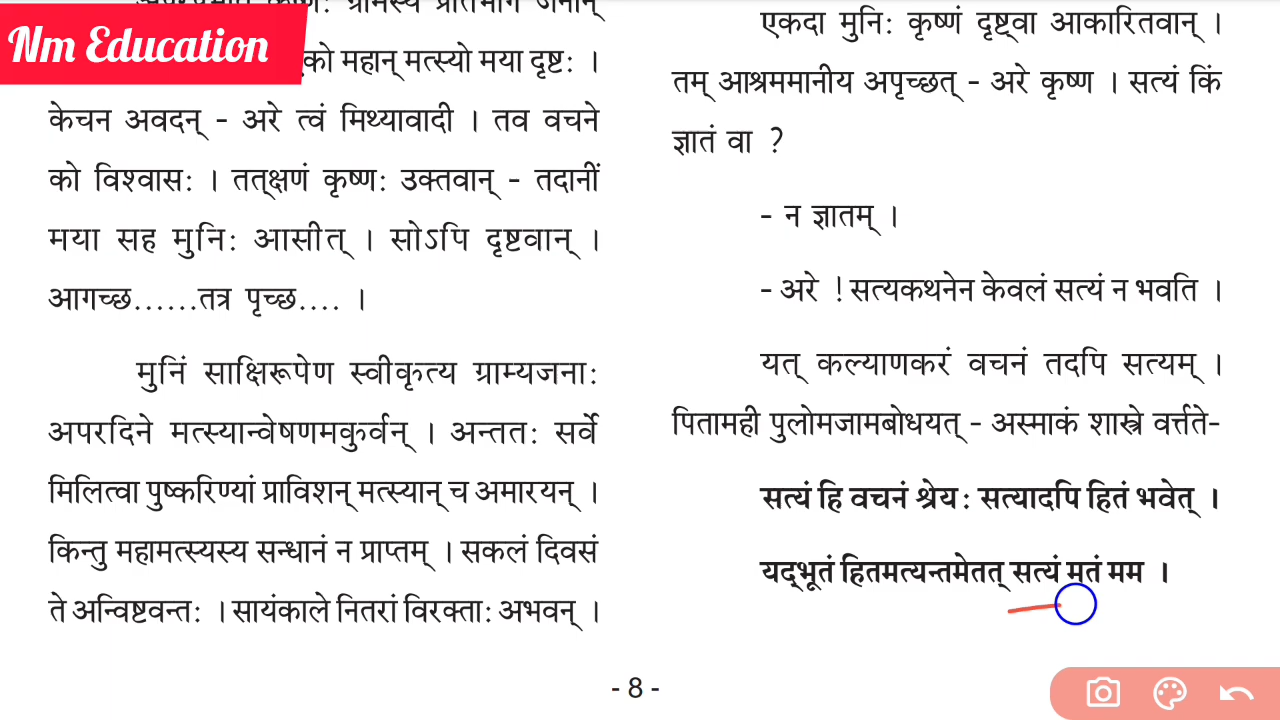 Nm Education
महान् मत्स्यो मया दृष्टः ।
केचन अवदन् - अरे त्वं मिथ्यावादी । तव वचने
को विश्वासः । तत्क्षणं कृष्णः उक्तवान् - तदानीं
मया सह मुनिः आसीत् । सोऽपि दृष्टवान् ।
आगच्छ......तत्र पृच्छ.... ।
मुनिं साक्षिरूपेण स्वीकृत्य ग्राम्यजनाः
अपरदिने मत्स्यान्वेषणमकुर्वन् । अन्ततः सर्वे
मिलित्वा पुष्करिण्यां प्राविशन् मत्स्यान् च अमारयन् ।
किन्तु महामत्स्यस्य सन्धानं न प्राप्तम् । सकलं दिवसं
ते अन्विष्टवन्तः । सायंकाले नितरां विरक्ताः अभवन् ।
एकदा मुनिः कृष्णं दृष्ट्वा आकारितवान् ।
तम् आश्रममानीय अपृच्छत् - अरे कृष्ण । सत्यं किं
ज्ञातं वा ?
- न ज्ञातम् ।
- अरे ! सत्यकथनेन केवलं सत्यं न भवति ।
यत् कल्याणकरं वचनं तदपि सत्यम् ।
पितामही पुलोमजामबोधयत् - अस्माकं शास्त्रे वर्त्तते-
सत्यं हि वचनं श्रेयः सत्यादपि हितं भवेत् ।
यद्भूतं हितमत्यन्तमेतत् सत्यं मतं मम ।
- 8 -